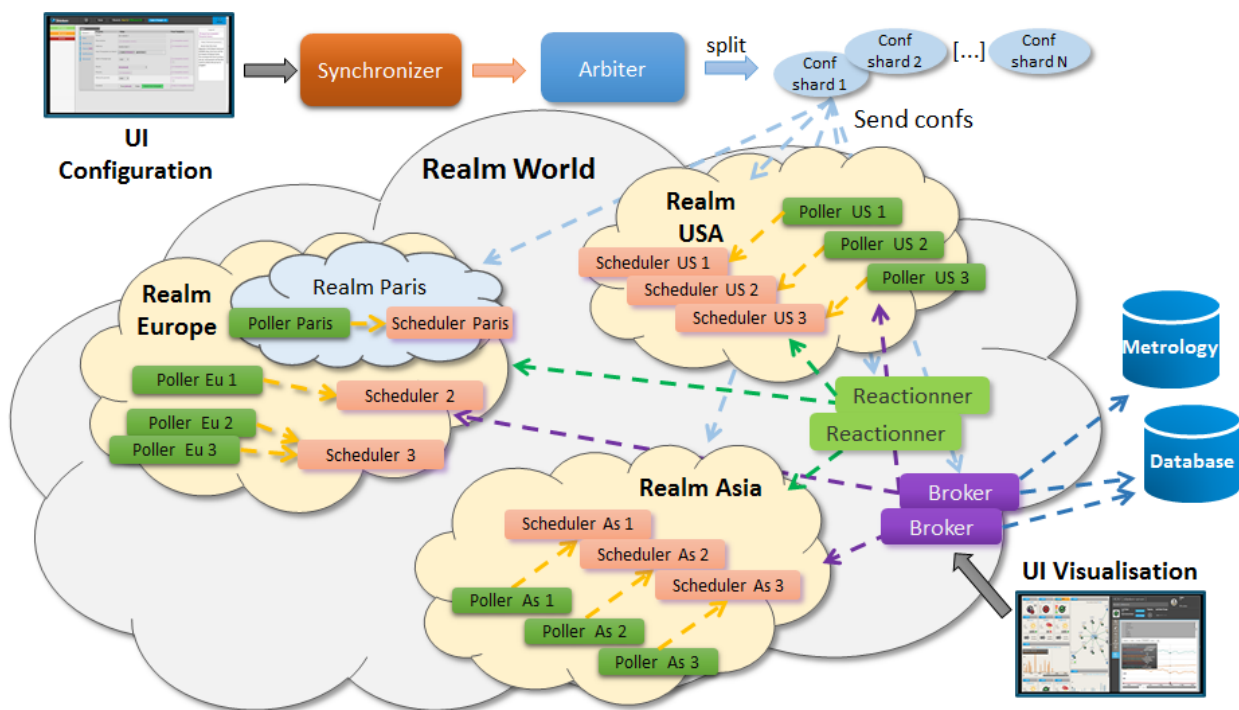 Synchronizer
Arbiter
split
Conf
shard 1
Conf
shard 2
[...]
Conf
shard N
UI
Configuration
Send confs
Realm World
Realm
USA
Poller US 1
Poller US 2
Poller US 3
Scheduler US 1
Scheduler US 2
Scheduler US 3
Realm
Europe
Realm Paris
Poller Paris
Scheduler Paris
Poller Eu 1
Scheduler 2
Poller Eu 2
Poller Eu 3
Scheduler 3
Metrology
Reactionner
Reactionner
Database
Realm Asia
Broker
Broker
Scheduler As 1
Scheduler As 2
Scheduler As 3
Poller As 1
Poller As 2
Poller As 3
UI Visualisation